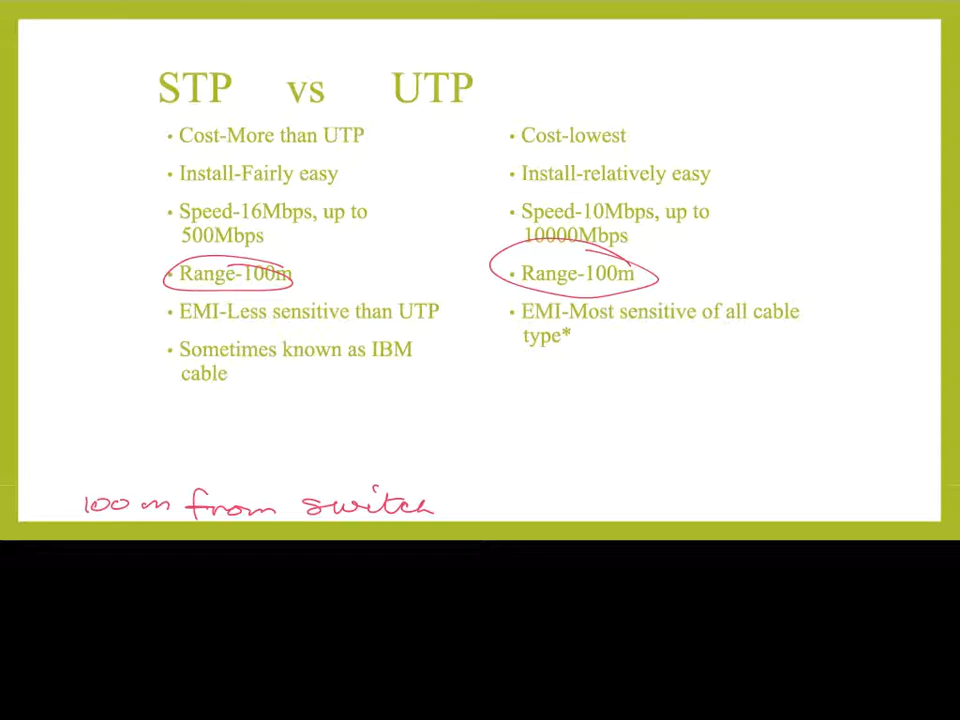 STP vs UTP
• Cost-More than UTP
• Install-Fairly easy
• Speed-16Mbps, up to
500Mbps
• Range-100m
• EMI-Less sensitive than UTP
• Sometimes known as IBM
cable
• Cost-lowest
• Install-relatively easy
• Speed-10Mbps, up to
10000Mbps
• Range-100m
• EMI-Most sensitive of all cable
type*
100 m from switch